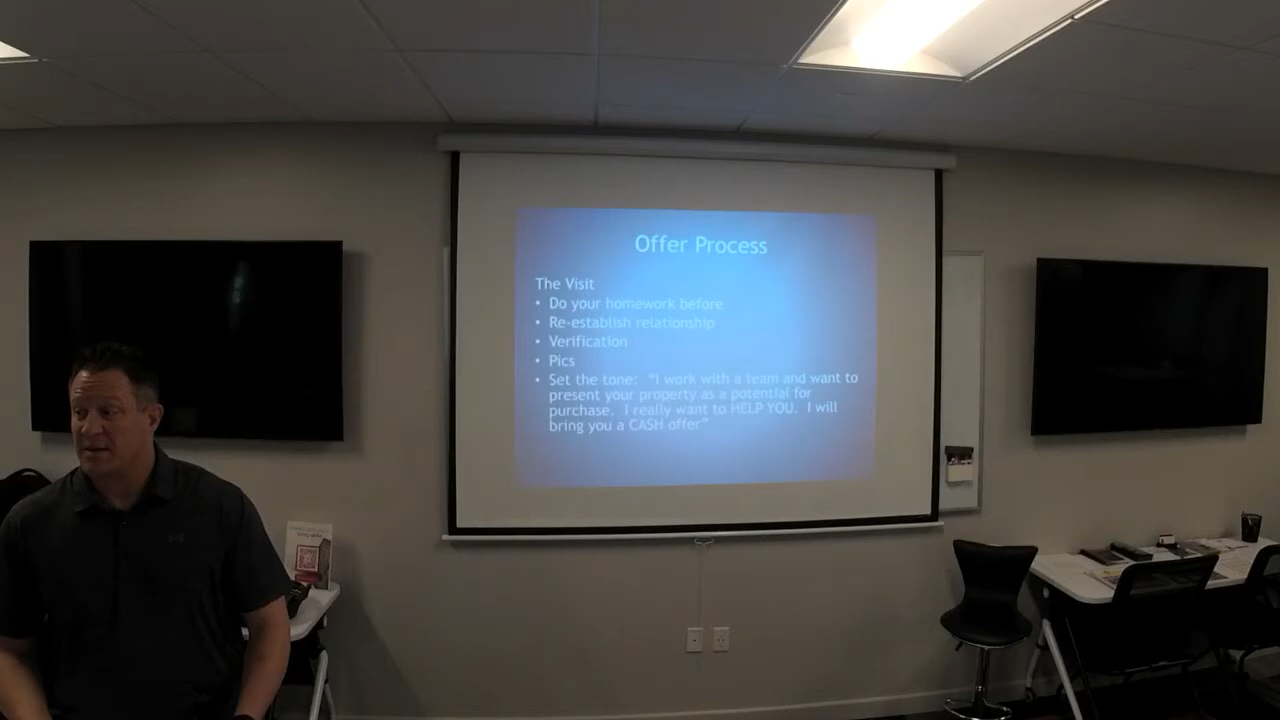 Offer Process
The Visit
• Do your homework before
• Re-establish relationship
• Verification
• Pics
• Set the tone: “I work with a team and want to
present your property as a potential for
purchase. I really want to HELP YOU. I will
bring you a CASH offer”